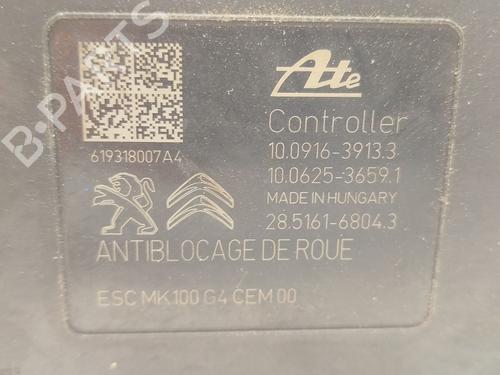 Ate
Controller
10.0916-3913.3
10.0625-3659.1
MADE IN HUNGARY
28.5161-6804.3
619318007A4
ANTIBLOCAGE DE ROUE
ESC MK100 G4 CEM 00
B-PARTS